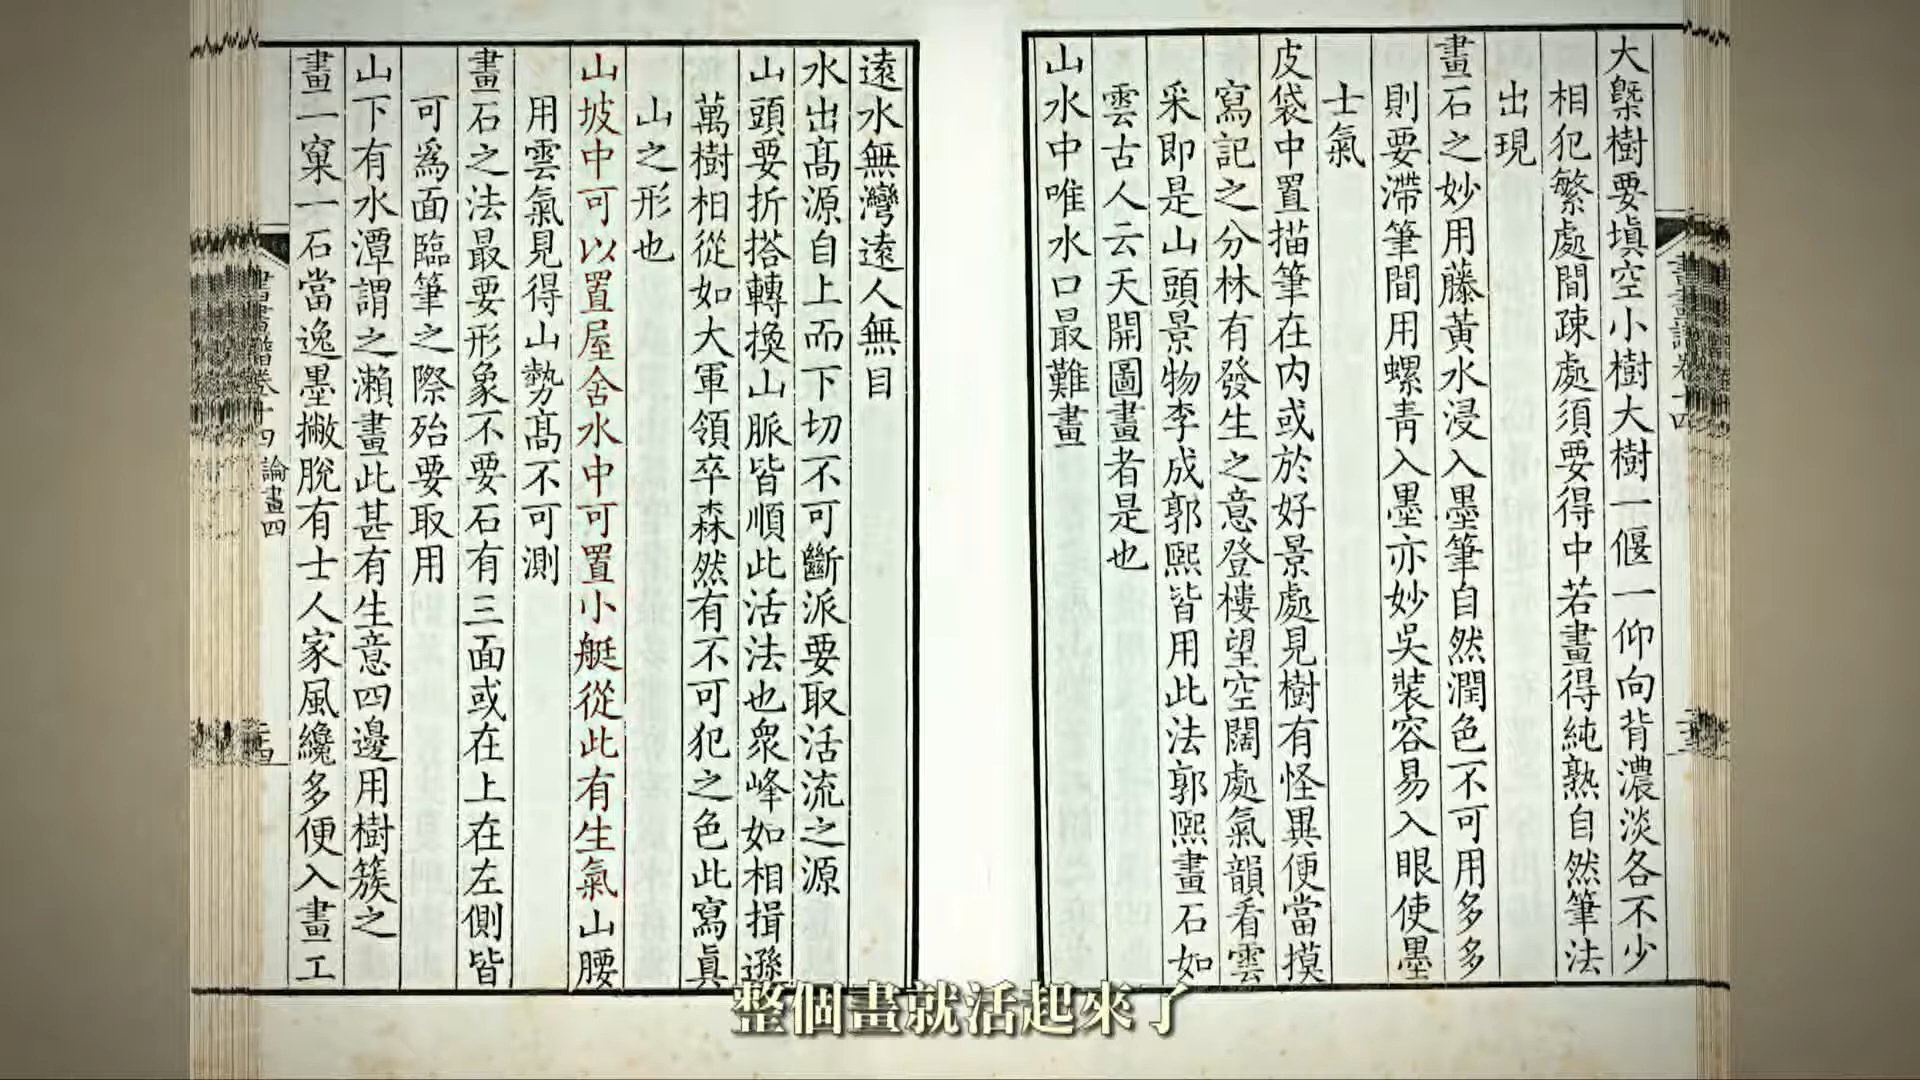 大槩樹要塡空小樹大樹一偃一仰向背濃淡各不少
相犯繁處間疎處須要得中若畫得純熟自然筆法
出現
畫石之妙用藤黃水浸入墨筆自然潤色不可用多多
則要滯筆間用螺靑入墨亦妙吳裝容易入眼使墨
士氣
皮袋中置描筆在内或於好景處見樹有怪異便當摸
寫記之分林有發生之意登樓望空闊處氣韻看雲
采即是山頭景物李成郭熙皆用此法郭熙畫石如
雲古人云天開圖畫者是也
山水中唯水口最難畫
遠水無灣遠人無目
水出高源自上而下切不可斷派要取活流之源
山頭要折搭轉換山脈皆順此活法也衆峰如相揖遜
萬樹相從如大軍領卒森然有不可犯之色此寫眞
山之形也
山坡中可以置屋舍水中可置小艇從此有生氣山腰
用雲氣見得山勢高不可測
畫石之法最要形象不要石有三面或在上在左側皆
可為面臨筆之際殆要取用
山下有水潭謂之瀨畫此甚有生意四邊用樹簇之
畫一窠一石當逸墨撇脫有士人家風纔多便入畫工
論畫四
整個畫就活起來了